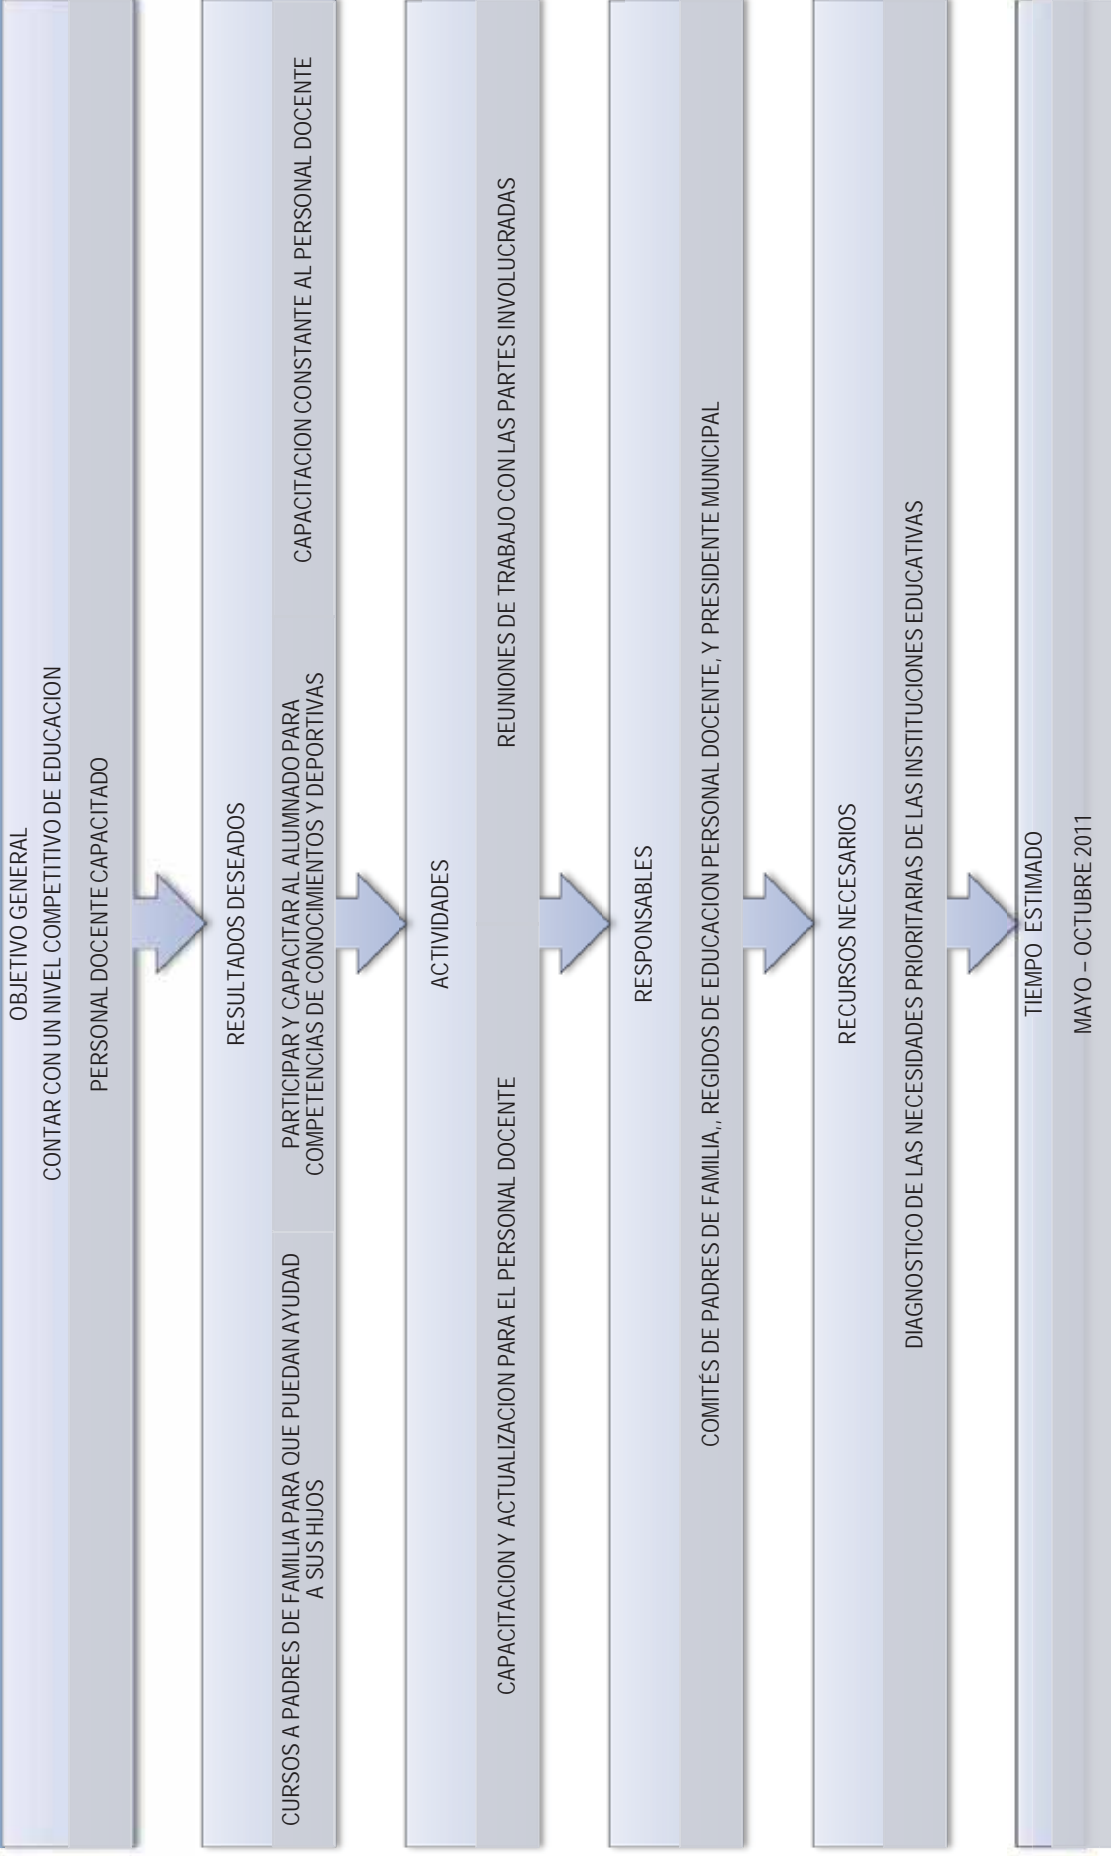 OBJETIVO GENERAL
CONTAR CON UN NIVEL COMPETITIVO DE EDUCACION
PERSONAL DOCENTE CAPACITADO
RESULTADOS DESEADOS
CURSOS A PADRES DE FAMILIA PARA QUE PUEDAN AYUDAD
A SUS HIJOS
PARTICIPAR Y CAPACITAR AL ALUMNADO PARA
COMPETENCIAS DE CONOCIMIENTOS Y DEPORTIVAS
CAPACITACION CONSTANTE AL PERSONAL DOCENTE
ACTIVIDADES
CAPACITACION Y ACTUALIZACION PARA EL PERSONAL DOCENTE
REUNIONES DE TRABAJO CON LAS PARTES INVOLUCRADAS
RESPONSABLES
COMITÉS DE PADRES DE FAMILIA,, REGIDOS DE EDUCACION PERSONAL DOCENTE, Y PRESIDENTE MUNICIPAL
RECURSOS NECESARIOS
DIAGNOSTICO DE LAS NECESIDADES PRIORITARIAS DE LAS INSTITUCIONES EDUCATIVAS
TIEMPO ESTIMADO
MAYO – OCTUBRE 2011